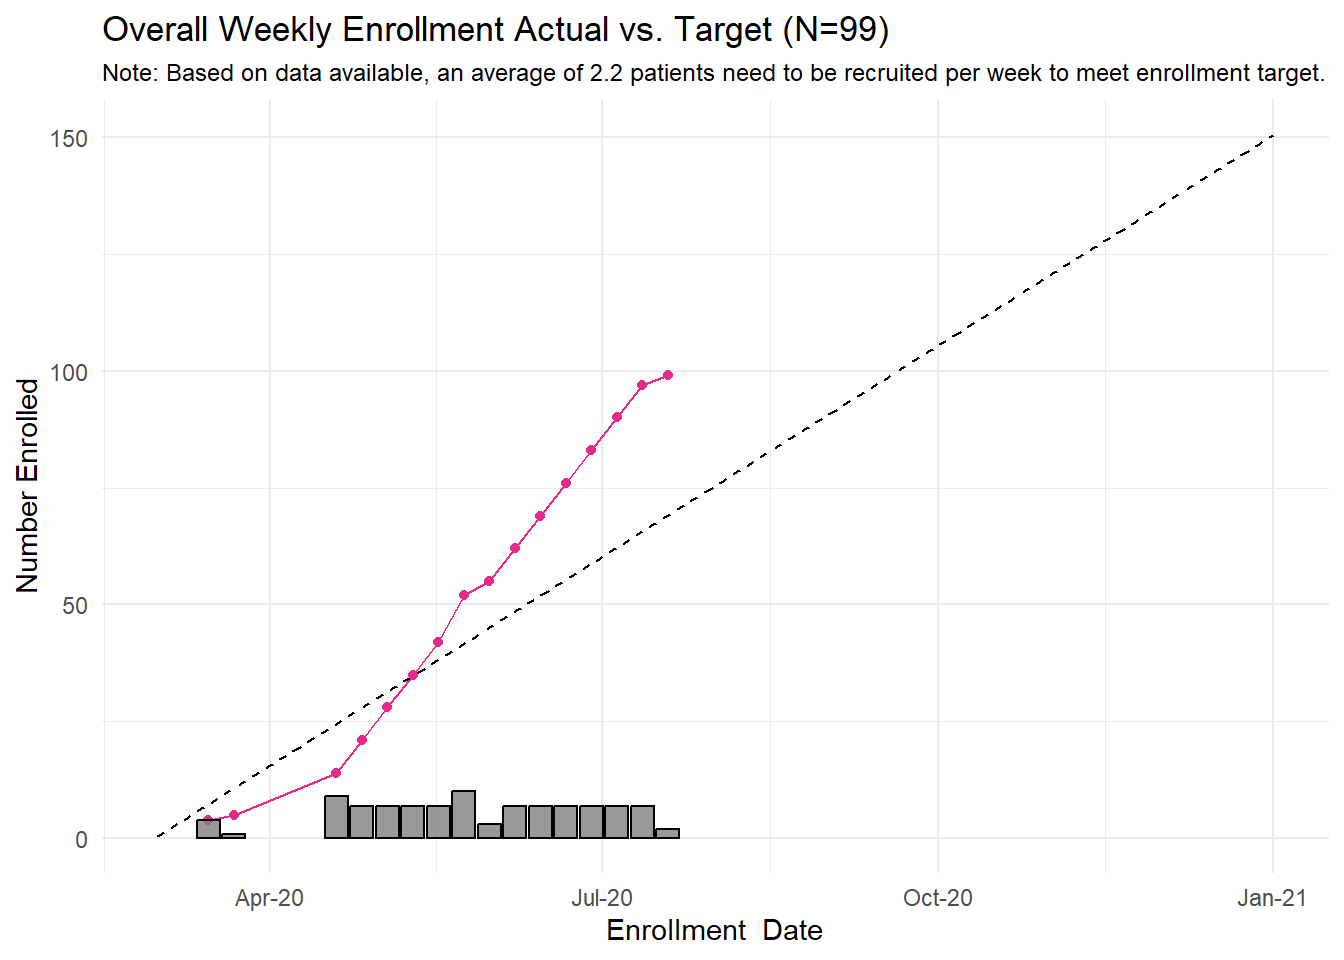 Overall Weekly Enrollment Actual vs. Target (N=99)
Note: Based on data available, an average of 2.2 patients need to be recruited per week to meet enrollment target.
150
100
50
0
Number Enrolled
Apr-20 Jul-20 Oct-20 Jan-21
Enrollment  Date